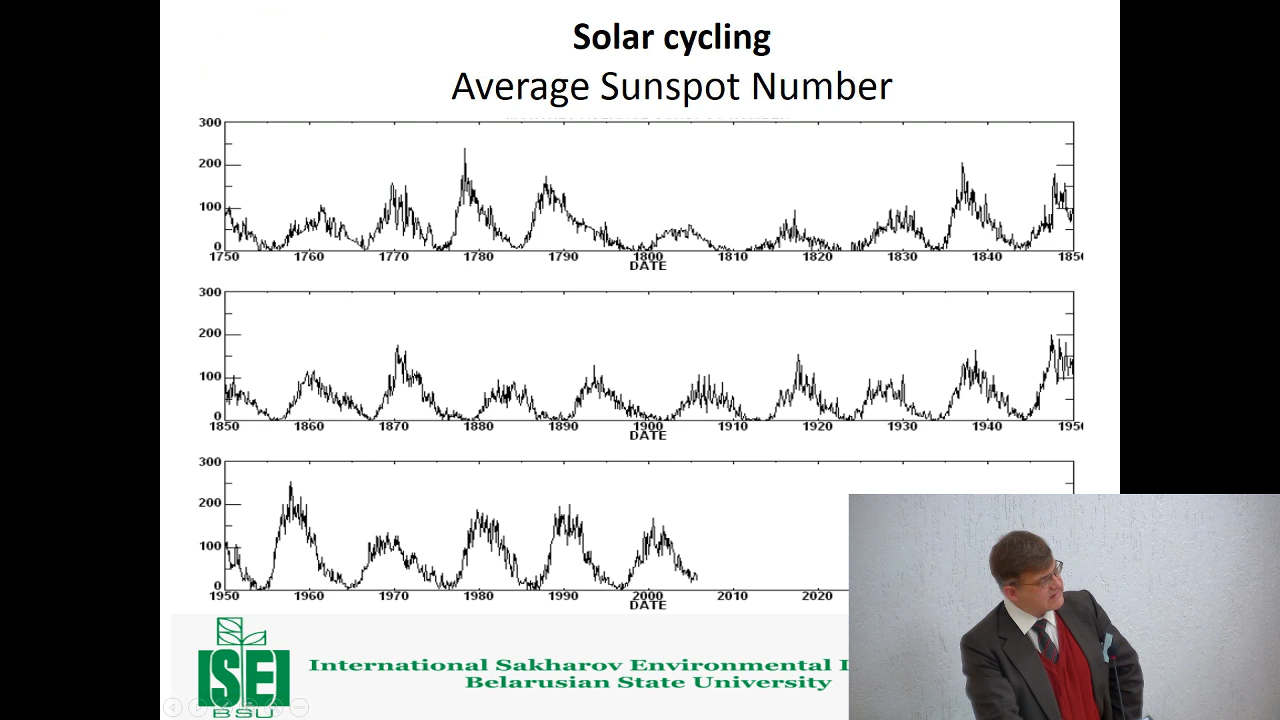 Solar cycling
Average Sunspot Number
300
200
100
0
1750 1760 1770 1780 1790 1800 1810 1820 1830 1840 185
DATE
300
200
100
0
1850 1860 1870 1880 1890 1900 1910 1920 1930 1940 195
DATE
300
200
100
0
1950 1960 1970 1980 1990 2000 2010 2020
DATE
ISEI
BSU
International Sakharov Environmental I
Belarusian State University